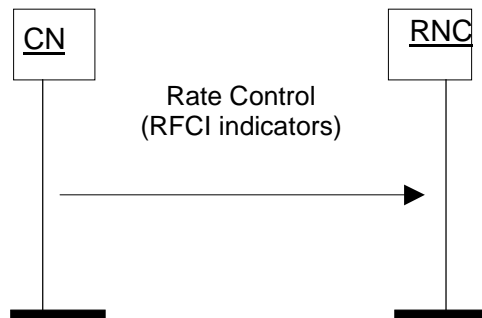 CN
RNC
Rate Control
(RFCI indicators)